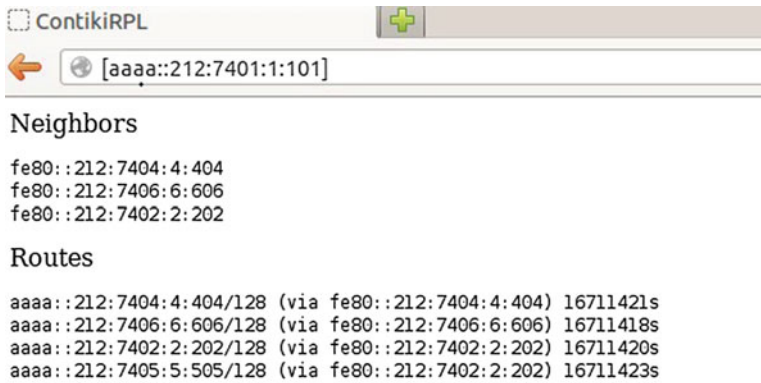 ContikiRPL
[aaaa::212:7401:1:101]
Neighbors
fe80::212:7404:4:404
fe80::212:7406:6:606
fe80::212:7402:2:202
Routes
aaaa::212:7404:4:404/128 (via fe80::212:7404:4:404) 16711421s
aaaa::212:7406:6:606/128 (via fe80::212:7406:6:606) 16711418s
aaaa::212:7402:2:202/128 (via fe80::212:7402:2:202) 16711420s
aaaa::212:7405:5:505/128 (via fe80::212:7402:2:202) 16711423s